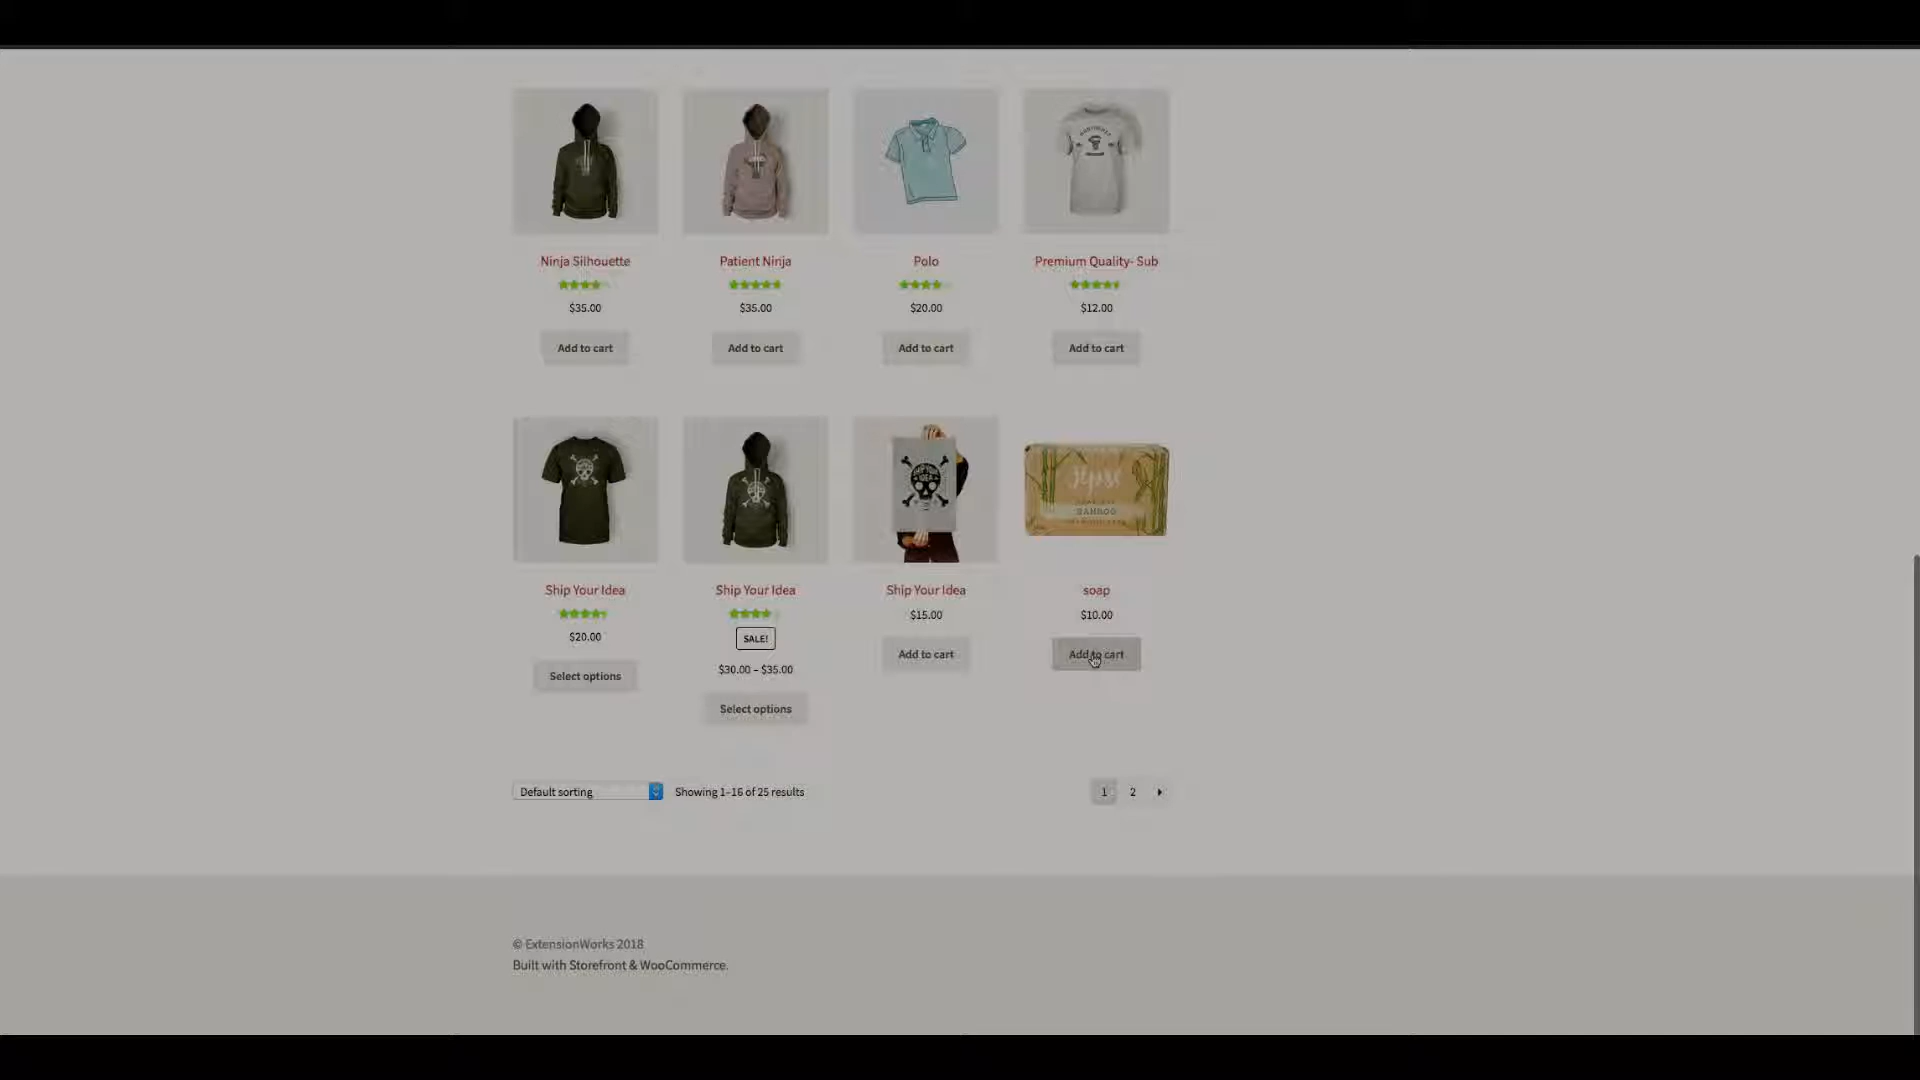 Ninja Silhouette
$35.00
Add to cart
Patient Ninja
$35.00
Add to cart
Polo
$20.00
Add to cart
Premium Quality- Sub
$12.00
Add to cart
Ship Your Idea
$20.00
Select options
Ship Your Idea
SALE!
$30.00 – $35.00
Select options
Ship Your Idea
$15.00
Add to cart
BAMBOO
soap
$10.00
Add to cart
Default sorting
Showing 1–16 of 25 results
1 2
© ExtensionWorks 2018
Built with Storefront & WooCommerce.